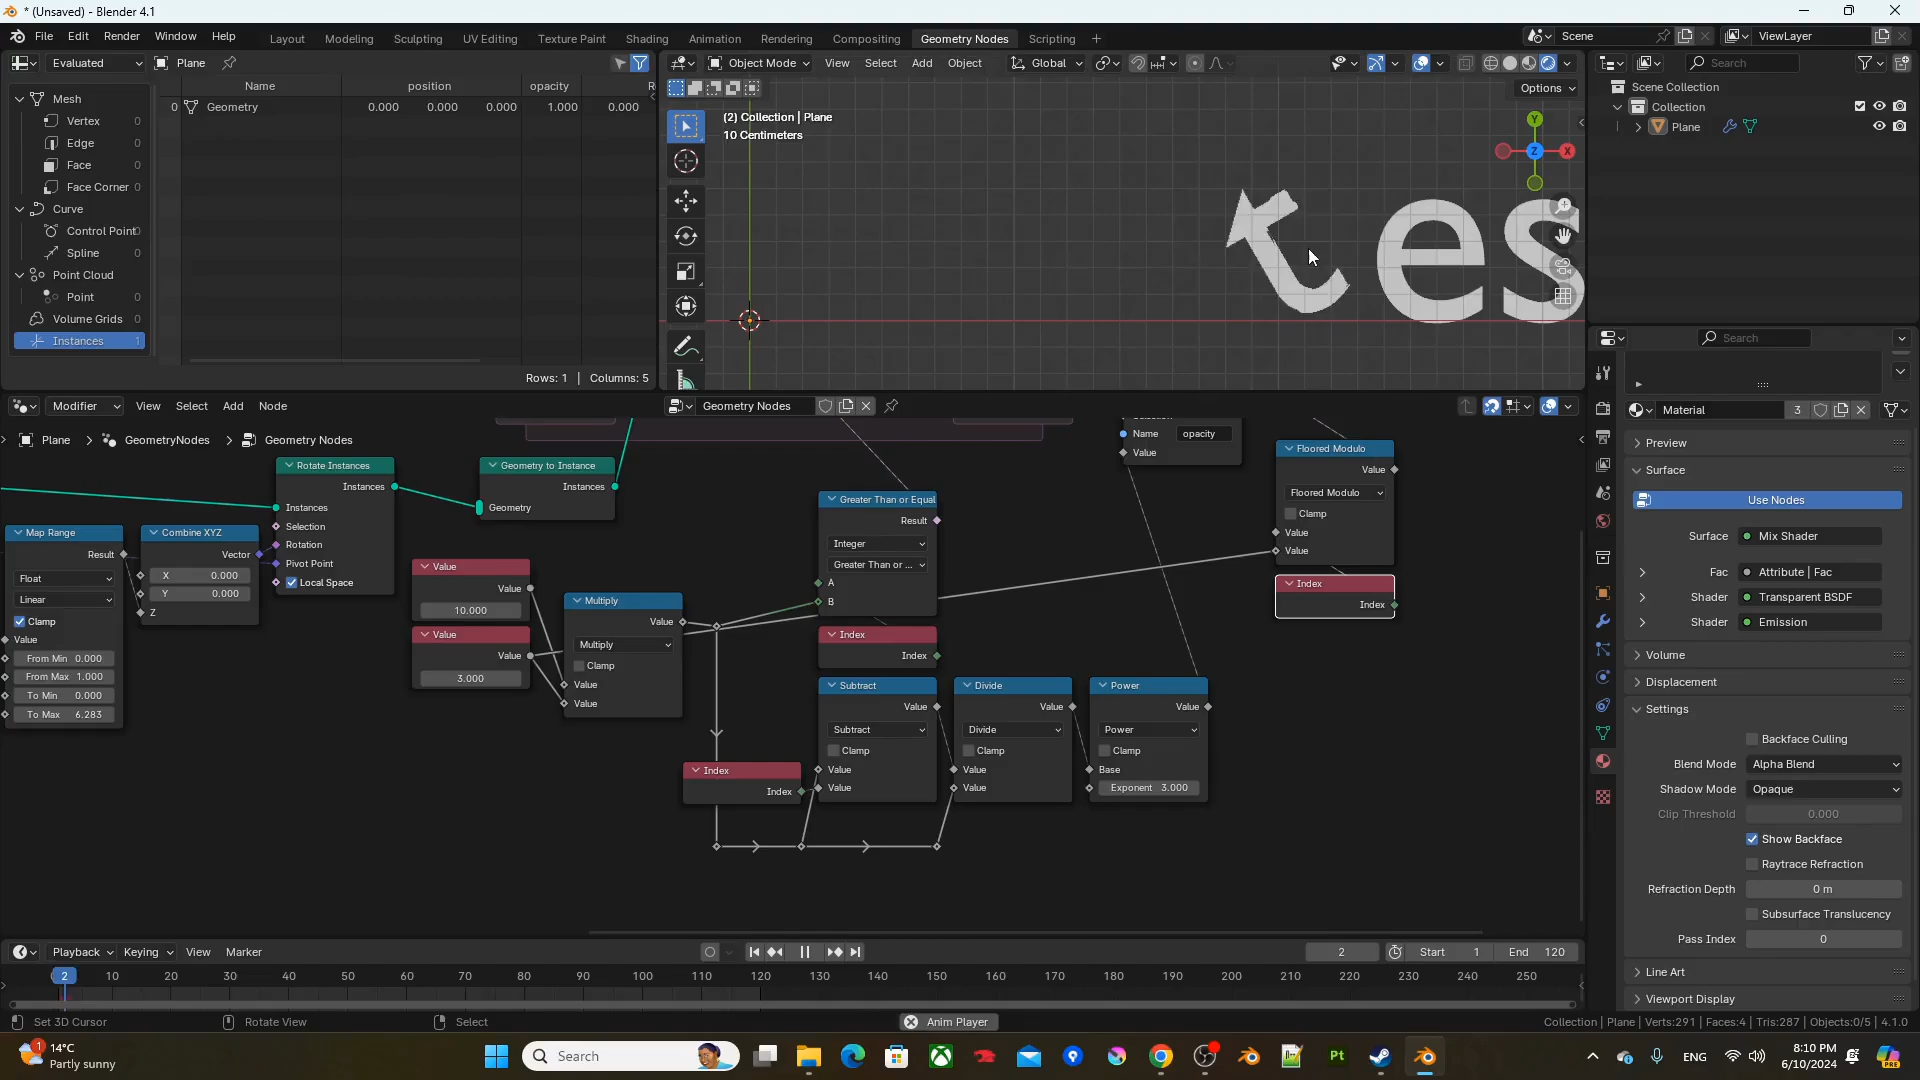 * (Unsaved) - Blender 4.1
File Edit Render Window Help
Layout Modeling Sculpting UV Editing Texture Paint Shading Animation Rendering Compositing Geometry Nodes Scripting +
Scene
ViewLayer
Evaluated
Plane
Object Mode View Select Add Object
Global
Search
Name position opacity
0 Geometry 0.000 0.000 0.000 1.000 0.000
Mesh
Vertex 0
Edge 0
Face 0
Face Corner 0
Curve
Control Point 0
Spline 0
Point Cloud
Point 0
Volume Grids 0
Instances 1
Rows: 1 | Columns: 5
Options
(2) Collection | Plane
10 Centimeters
Y
X
Z
t es
Scene Collection
Collection
Plane
Modifier View Select Add Node
Geometry Nodes
Plane > GeometryNodes > Geometry Nodes
Rotate Instances
Instances
Instances
Selection
Rotation
Pivot Point
Local Space
Geometry to Instance
Instances
Geometry
Map Range
Result
Float
Linear
Clamp
Value
From Min 0.000
From Max 1.000
To Min 0.000
To Max 6.283
Combine XYZ
Vector
X 0.000
Y 0.000
Z
Value
Value
10.000
Value
Value
3.000
Multiply
Value
Multiply
Clamp
Value
Value
Greater Than or Equal
Result
Integer
Greater Than or ...
A
B
Index
Index
Index
Index
Subtract
Value
Subtract
Clamp
Value
Value
Divide
Value
Divide
Clamp
Value
Value
Power
Value
Power
Clamp
Base
Exponent 3.000
Name opacity
Value
Floored Modulo
Value
Floored Modulo
Clamp
Value
Value
Index
Index
Search
Material 3
Preview
Surface
Use Nodes
Surface Mix Shader
Fac Attribute | Fac
Shader Transparent BSDF
Shader Emission
Volume
Displacement
Settings
Backface Culling
Blend Mode Alpha Blend
Shadow Mode Opaque
Clip Threshold 0.000
Show Backface
Raytrace Refraction
Refraction Depth 0 m
Subsurface Translucency
Pass Index 0
Line Art
Viewport Display
Playback Keying View Marker
2 Start 1 End 120
2 10 20 30 40 50 60 70 80 90 100 110 120 130 140 150 160 170 180 190 200 210 220 230 240 250
Set 3D Cursor Rotate View Select
Anim Player
Collection | Plane | Verts:291 | Faces:4 | Tris:287 | Objects:0/5 | 4.1.0
1
14°C
Partly sunny
Search
Pt
ENG
8:10 PM
6/10/2024
PRE